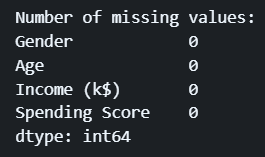 Number of missing values:
Gender 0
Age 0
Income (k$) 0
Spending Score 0
dtype: int64